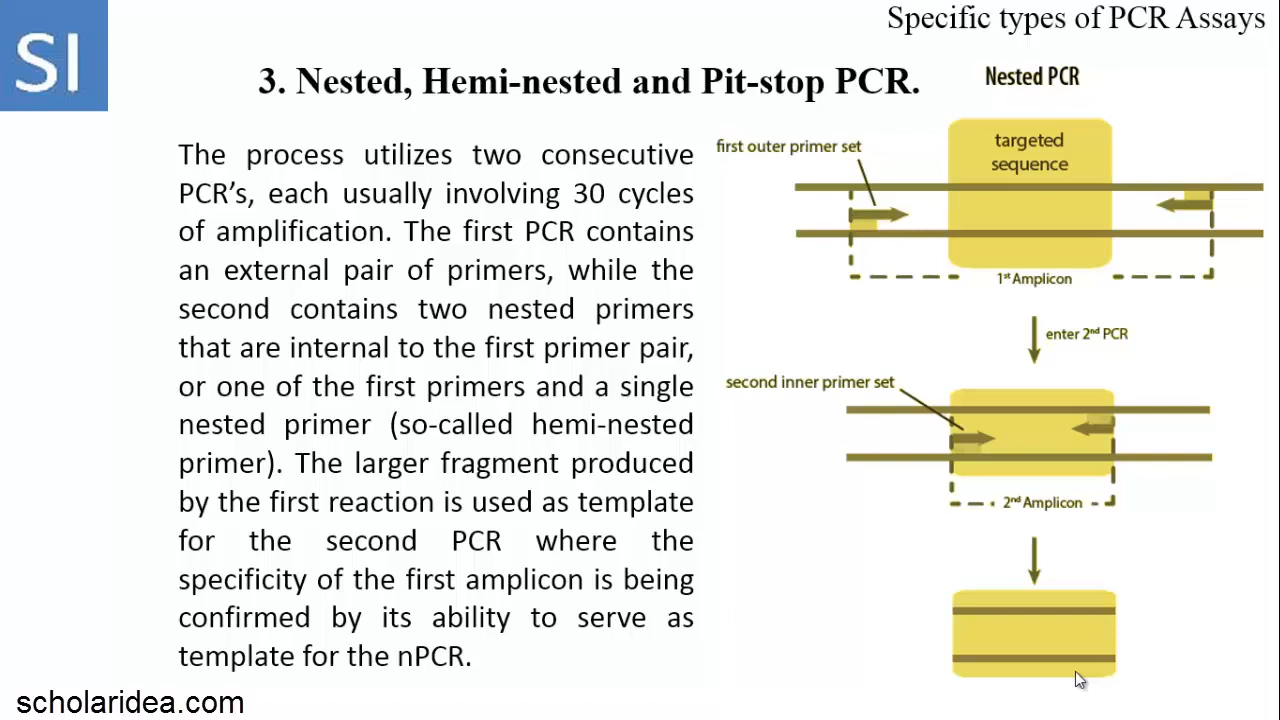 SI
Specific types of PCR Assays
3. Nested, Hemi-nested and Pit-stop PCR.
The process utilizes two consecutive
PCR’s, each usually involving 30 cycles
of amplification. The first PCR contains
an external pair of primers, while the
second contains two nested primers
that are internal to the first primer pair,
or one of the first primers and a single
nested primer (so-called hemi-nested
primer). The larger fragment produced
by the first reaction is used as template
for the second PCR where the
specificity of the first amplicon is being
confirmed by its ability to serve as
template for the nPCR.
Nested PCR
first outer primer set
targeted
sequence
1st Amplicon
enter 2nd PCR
second inner primer set
2nd Amplicon
scholaridea.com